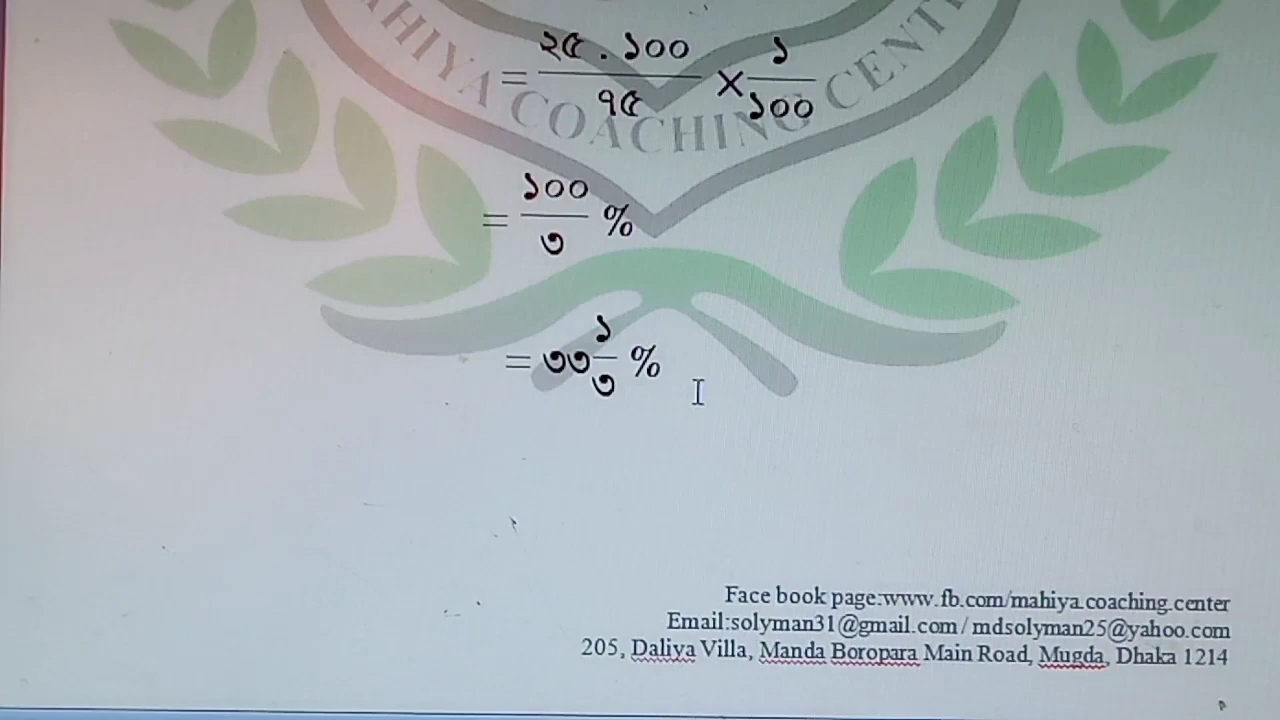 = ২৫ . ১০০ / ৭৫ × ১ / ১০০
= ১০০ / ৩ %
= ৩৩ ১/৩ %
MAHIYA COACHING CENT
Face book page:www.fb.com/mahiya.coaching.center
Email:solyman31@gmail.com / mdsolyman25@yahoo.com
205, Daliya Villa, Manda Boropara Main Road, Mugda, Dhaka 1214